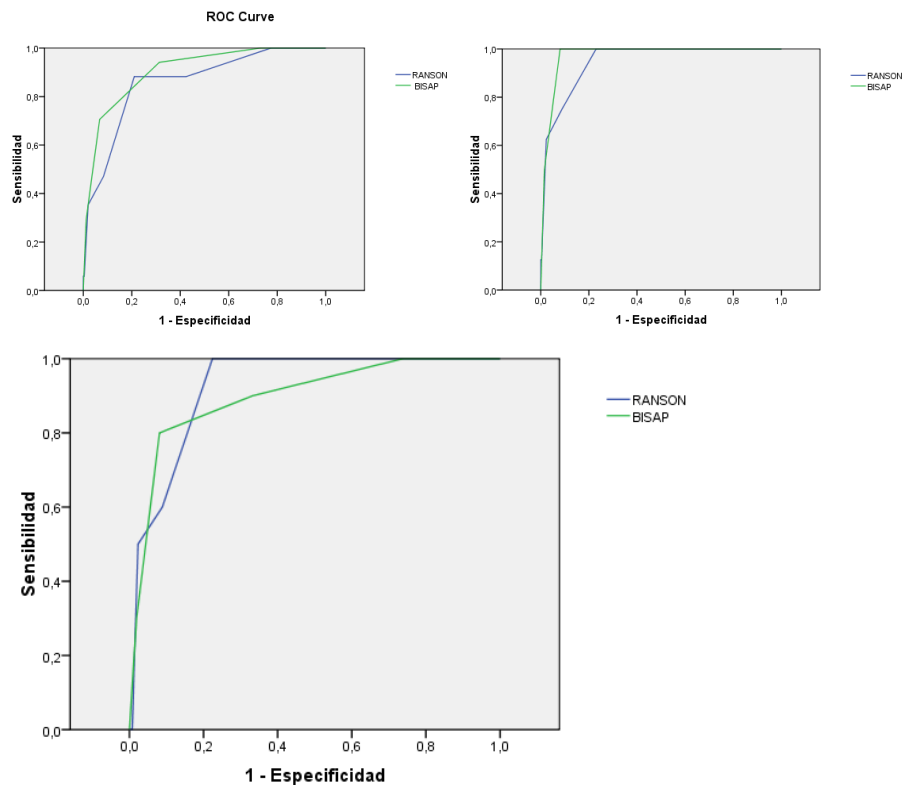 ROC Curve
1,0
0,8
0,6
0,4
0,2
0,0
Sensibilidad
0,0 0,2 0,4 0,6 0,8 1,0
1 - Especificidad
RANSON
BISAP
1,0
0,8
0,6
0,4
0,2
0,0
Sensibilidad
0,0 0,2 0,4 0,6 0,8 1,0
1 - Especificidad
RANSON
BISAP
1,0
0,8
0,6
0,4
0,2
0,0
Sensibilidad
0,0 0,2 0,4 0,6 0,8 1,0
1 - Especificidad
RANSON
BISAP